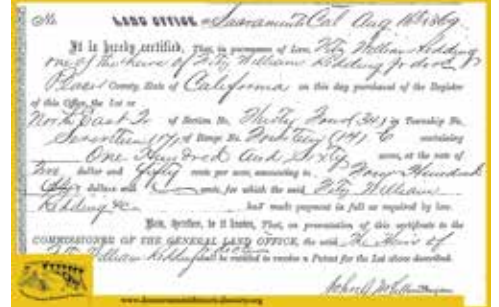 No. LAND OFFICE at Sacramento Cal Aug 18th 1869
It is hereby certified, That, in pursuance of Law, Fitz William Redding
one of the heirs of Fitz William Redding dec'd
Placer County, State of California on this day purchased of the Register
of this Office, the Lot or
North East Qr of Section No. Thirty Four (34) in Township No.
Seventeen (17) of Range No. Fourteen (14) E containing
One Hundred and Sixty acres, at the rate of
Two dollar and fifty cents per acre, amounting to Four Hundred
dollars and cents, for which the said Fitz William
Redding &c. has made payment in full as required by law.
Now, therefore, be it known, That, on presentation of this certificate to the
COMMISSIONER OF THE GENERAL LAND OFFICE, the said The Heirs of
Fitz William Redding shall be entitled to receive a Patent for the Lot above described.
www.donnersummithistoricalsociety.org